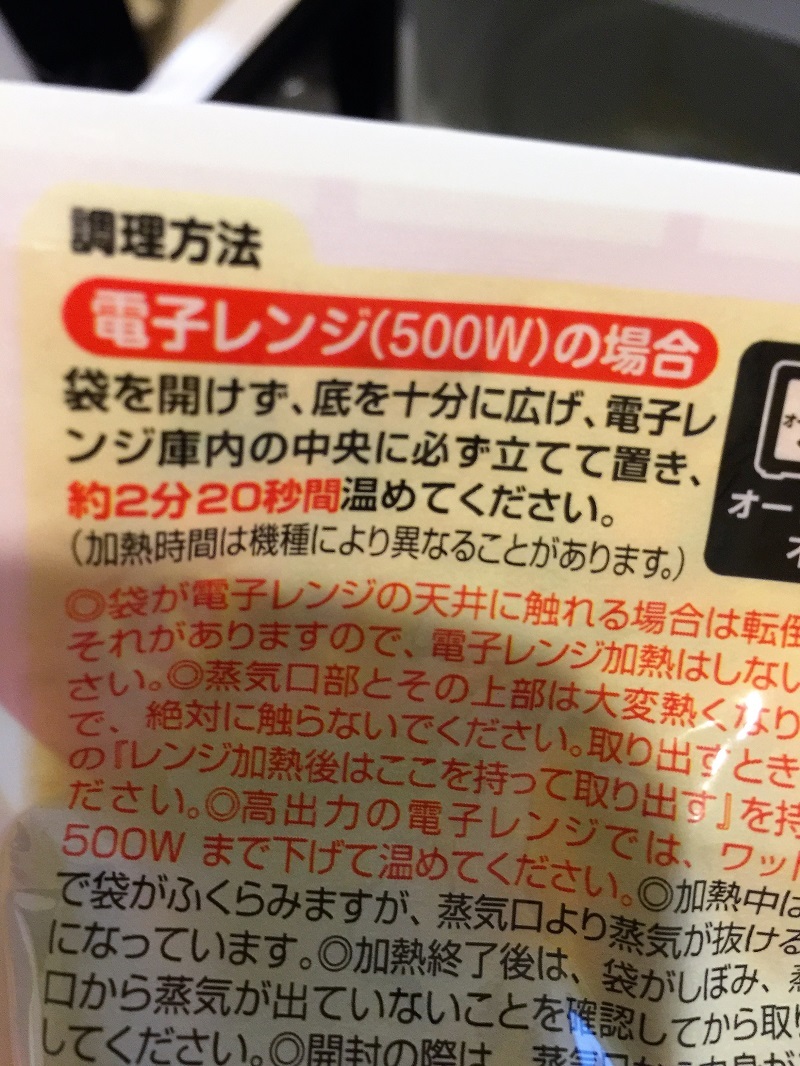 調理方法
電子レンジ(500W)の場合
袋を開けず、底を十分に広げ、電子レ
ンジ庫内の中央に必ず立てて置き、
約2分20秒間温めてください。
(加熱時間は機種により異なることがあります。)
オー
◎袋が電子レンジの天井に触れる場合は転倒
それがありますので、電子レンジ加熱はしない
さい。◎蒸気口部とその上部は大変熱くなり
で、絶対に触らないでください。取り出すとき
の『レンジ加熱後はここを持って取り出す』を持
ださい。◎高出力の電子レンジでは、ワット
500W まで下げて温めてください。◎加熱中は
で袋がふくらみますが、蒸気口より蒸気が抜ける
になっています。◎加熱終了後は、袋がしぼみ、蒸
口から蒸気が出ていないことを確認してから取り
してください。◎開封の際は、蒸気口から中身が